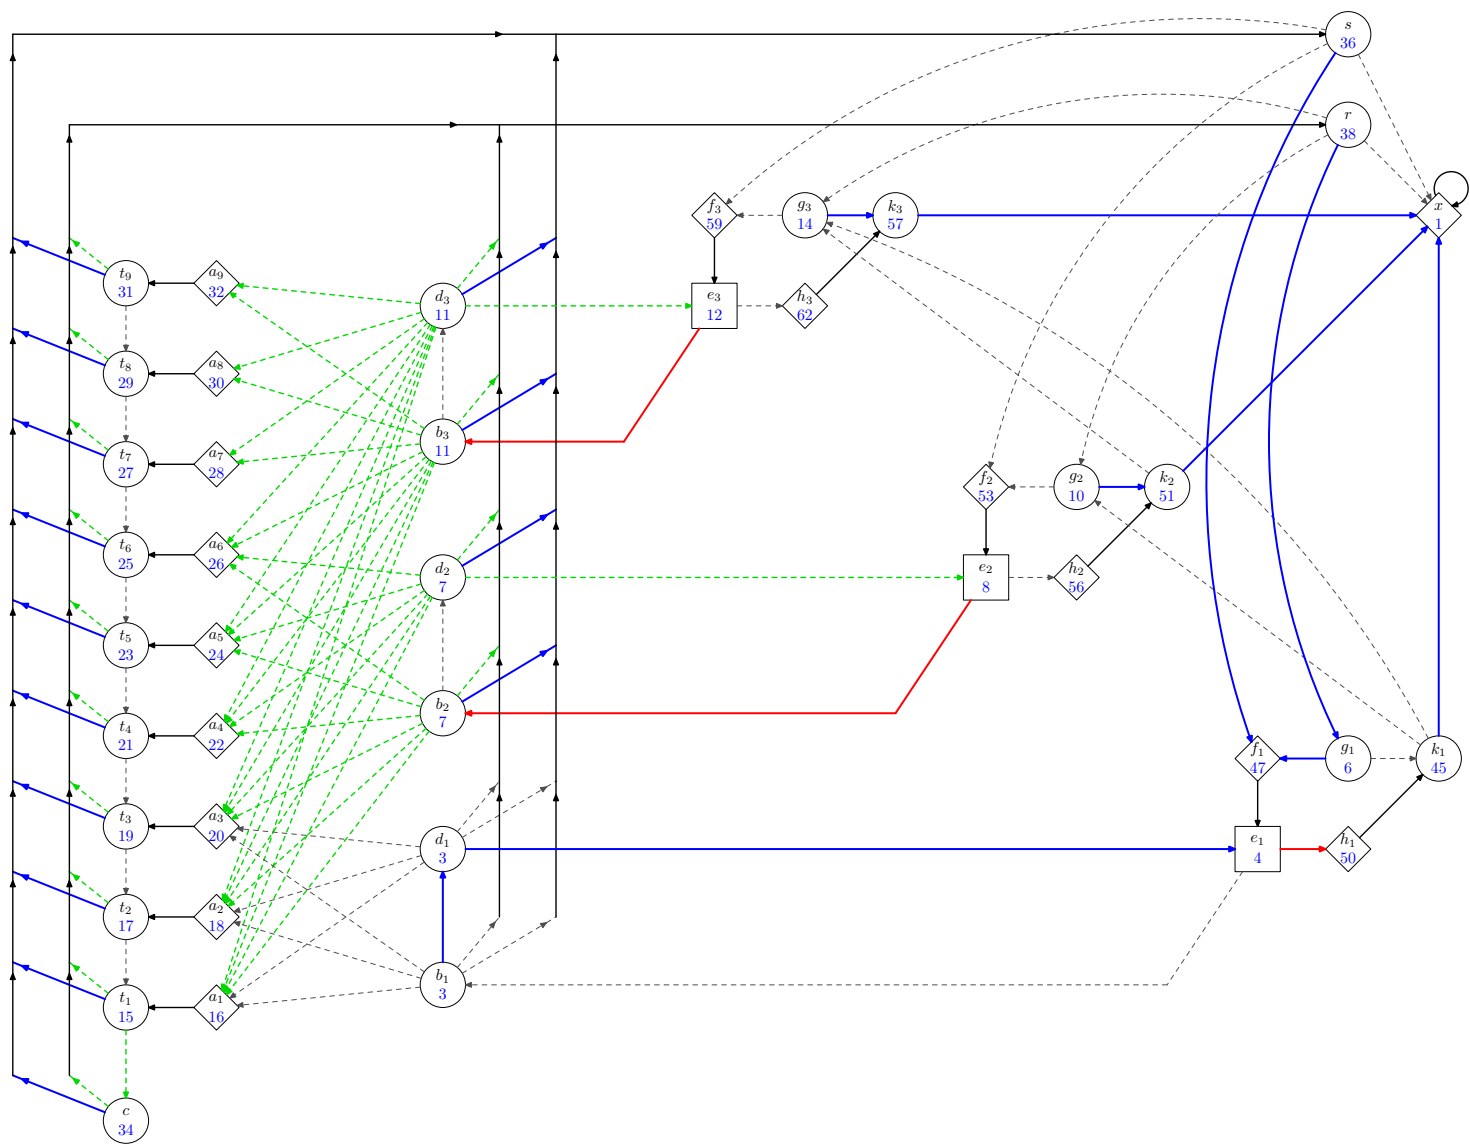 s
36
r
38
f₃
59
g₃
14
k₃
57
x
1
t₉
31
a₉
32
d₃
11
e₃
12
h₃
62
t₈
29
a₈
30
b₃
11
t₇
27
a₇
28
f₂
53
g₂
10
k₂
51
t₆
25
a₆
26
d₂
7
e₂
8
h₂
56
t₅
23
a₅
24
b₂
7
t₄
21
a₄
22
f₁
47
g₁
6
k₁
45
t₃
19
a₃
20
d₁
3
e₁
4
h₁
50
t₂
17
a₂
18
b₁
3
t₁
15
a₁
16
c
34